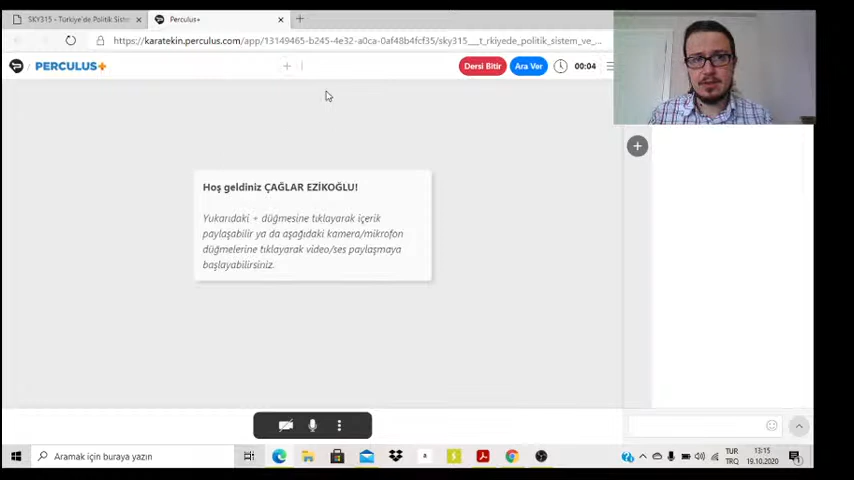 SKY315 - Türkiye'de Politik Sistem
Perculus+
https://karatekin.perculus.com/app/13149465-b245-4e32-a0ca-0af48b4fcf35/sky315__t_rkiyede_politik_sistem_ve_...
PERCULUS+
Dersi Bitir
Ara Ver
00:04
Hoş geldiniz ÇAĞLAR EZİKOĞLU!
Yukarıdaki + düğmesine tıklayarak içerik
paylaşabilir ya da aşağıdaki kamera/mikrofon
düğmelerine tıklayarak video/ses paylaşmaya
başlayabilirsiniz.
Aramak için buraya yazın
TUR
TRQ
13:15
19.10.2020